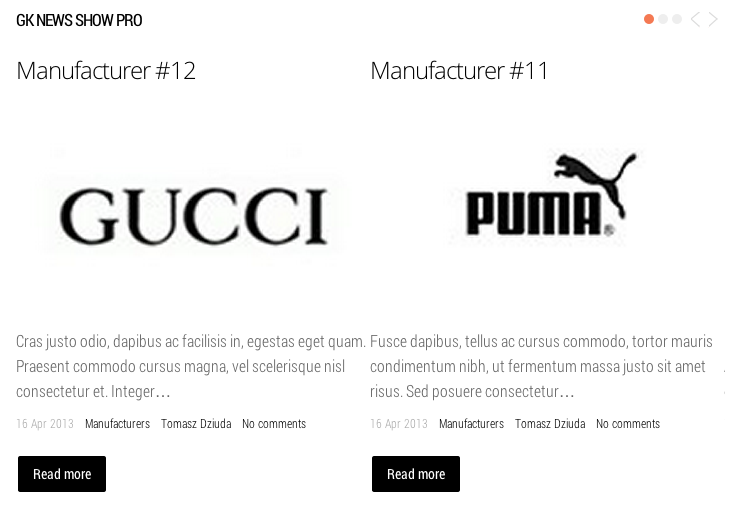 GK NEWS SHOW PRO
Manufacturer #12
GUCCI
Cras justo odio, dapibus ac facilisis in, egestas eget quam.
Praesent commodo cursus magna, vel scelerisque nisl
consectetur et. Integer…
16 Apr 2013 Manufacturers Tomasz Dziuda No comments
Read more
Manufacturer #11
PUMA®
Fusce dapibus, tellus ac cursus commodo, tortor mauris
condimentum nibh, ut fermentum massa justo sit amet
risus. Sed posuere consectetur…
16 Apr 2013 Manufacturers Tomasz Dziuda No comments
Read more